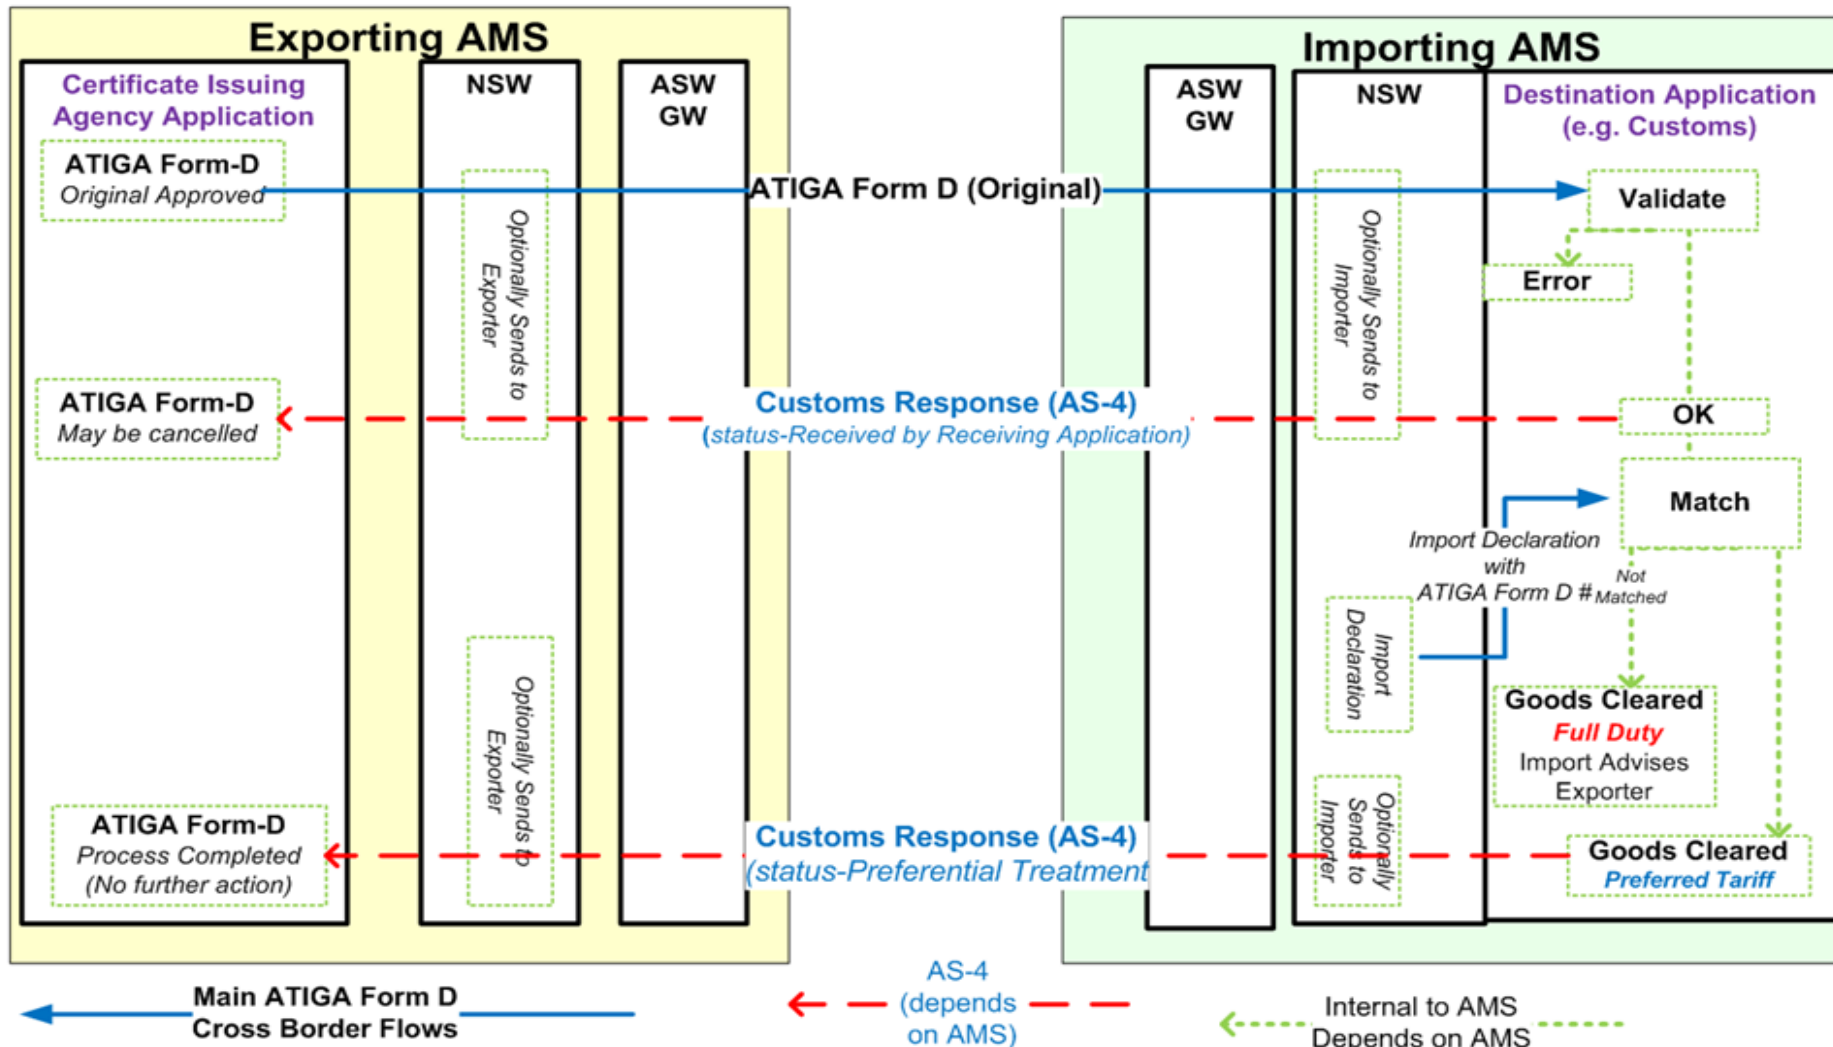 Exporting AMS
Certificate Issuing
Agency Application
NSW
ASW
GW
ATIGA Form-D
Original Approved
Optionally Sends to
Exporter
ATIGA Form D (Original)
ATIGA Form-D
May be cancelled
Customs Response (AS-4)
(status-Received by Receiving Application)
Optionally Sends to
Exporter
ATIGA Form-D
Process Completed
(No further action)
Customs Response (AS-4)
(status-Preferential Treatment
Importing AMS
ASW
GW
NSW
Destination Application
(e.g. Customs)
Optionally Sends to
Importer
Validate
Error
OK
Match
Import Declaration
with
ATIGA Form D #
Not
Matched
Import
Declaration
Goods Cleared
Full Duty
Import Advises
Exporter
Optionally
Sends to
Importer
Goods Cleared
Preferred Tariff
Main ATIGA Form D
Cross Border Flows
AS-4
(depends
on AMS)
Internal to AMS
Depends on AMS